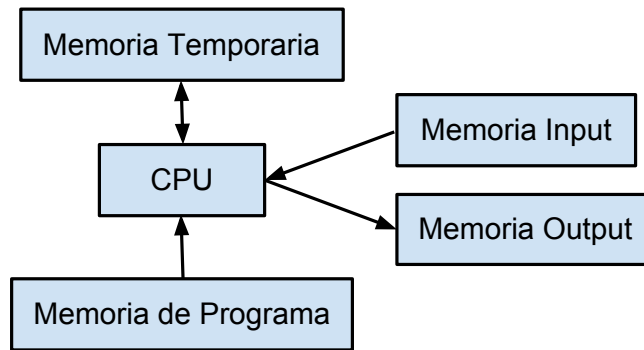 Memoria Temporaria
Memoria Input
CPU
Memoria Output
Memoria de Programa